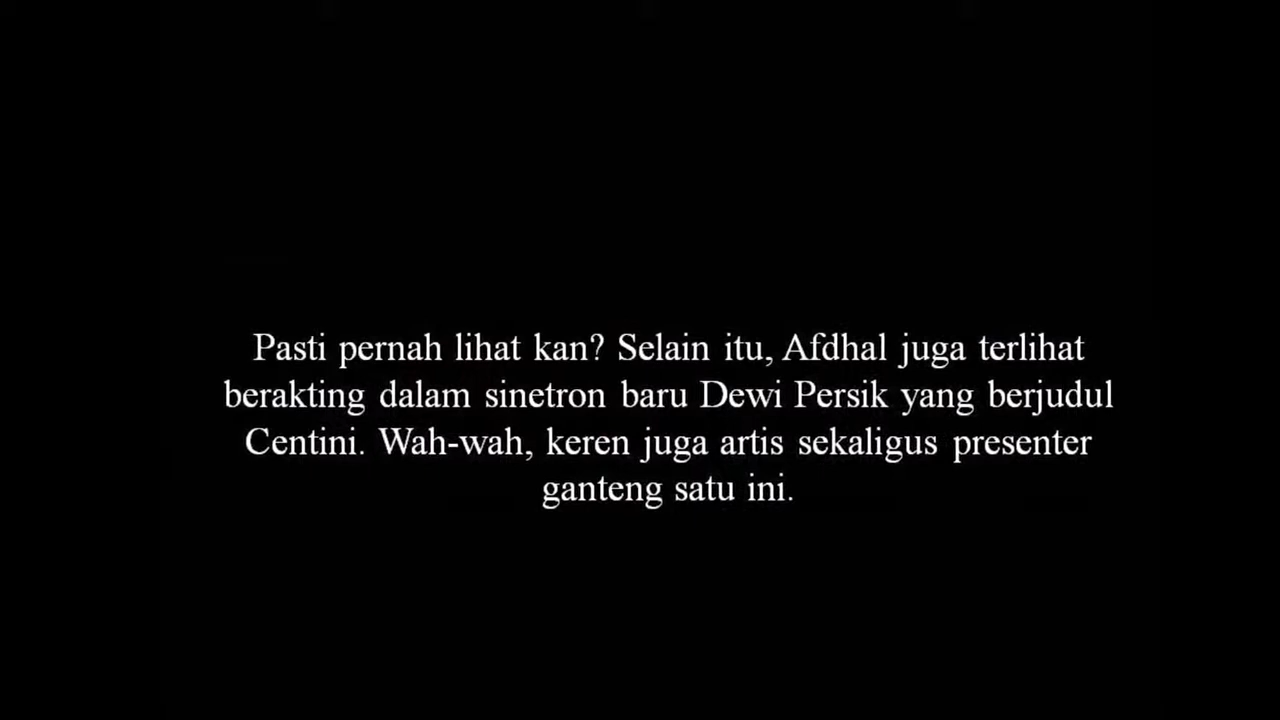 Pasti pernah lihat kan? Selain itu, Afdhal juga terlihat
berakting dalam sinetron baru Dewi Persik yang berjudul
Centini. Wah-wah, keren juga artis sekaligus presenter
ganteng satu ini.